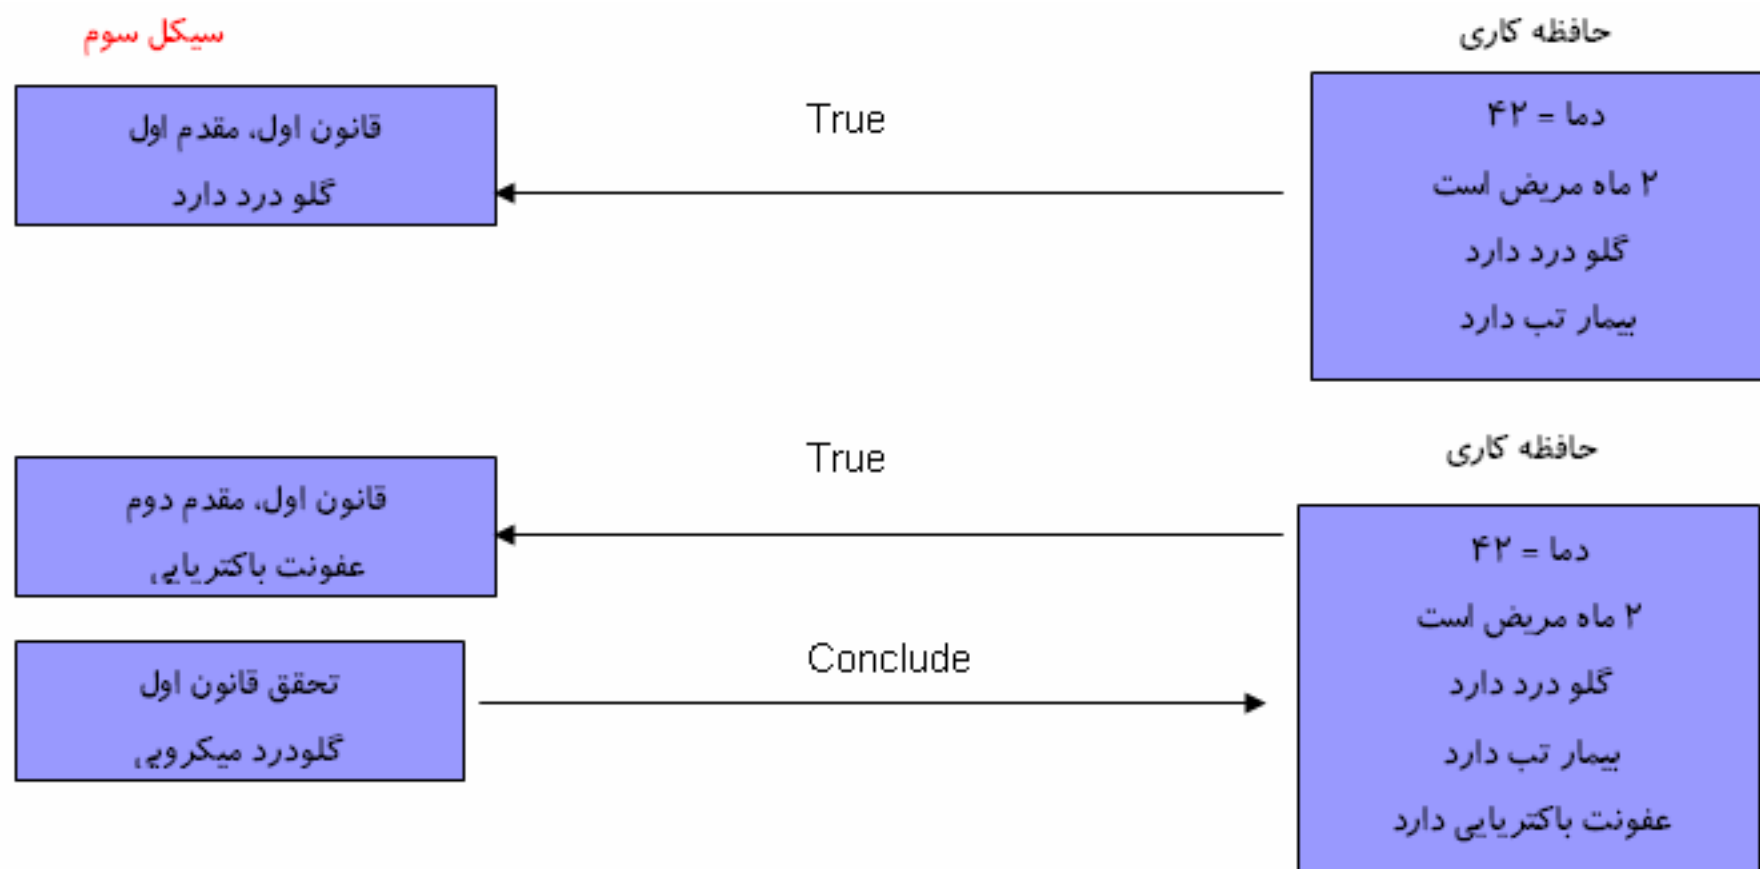 سیکل سوم
حافظه کاری
قانون اول، مقدم اول
گلو درد دارد
True
دما = ۴۲
۲ ماه مریض است
گلو درد دارد
بیمار تب دارد
حافظه کاری
قانون اول، مقدم دوم
عفونت باکتریایی
True
تحقق قانون اول
گلودرد میکروبی
Conclude
دما = ۴۲
۲ ماه مریض است
گلو درد دارد
بیمار تب دارد
عفونت باکتریایی دارد